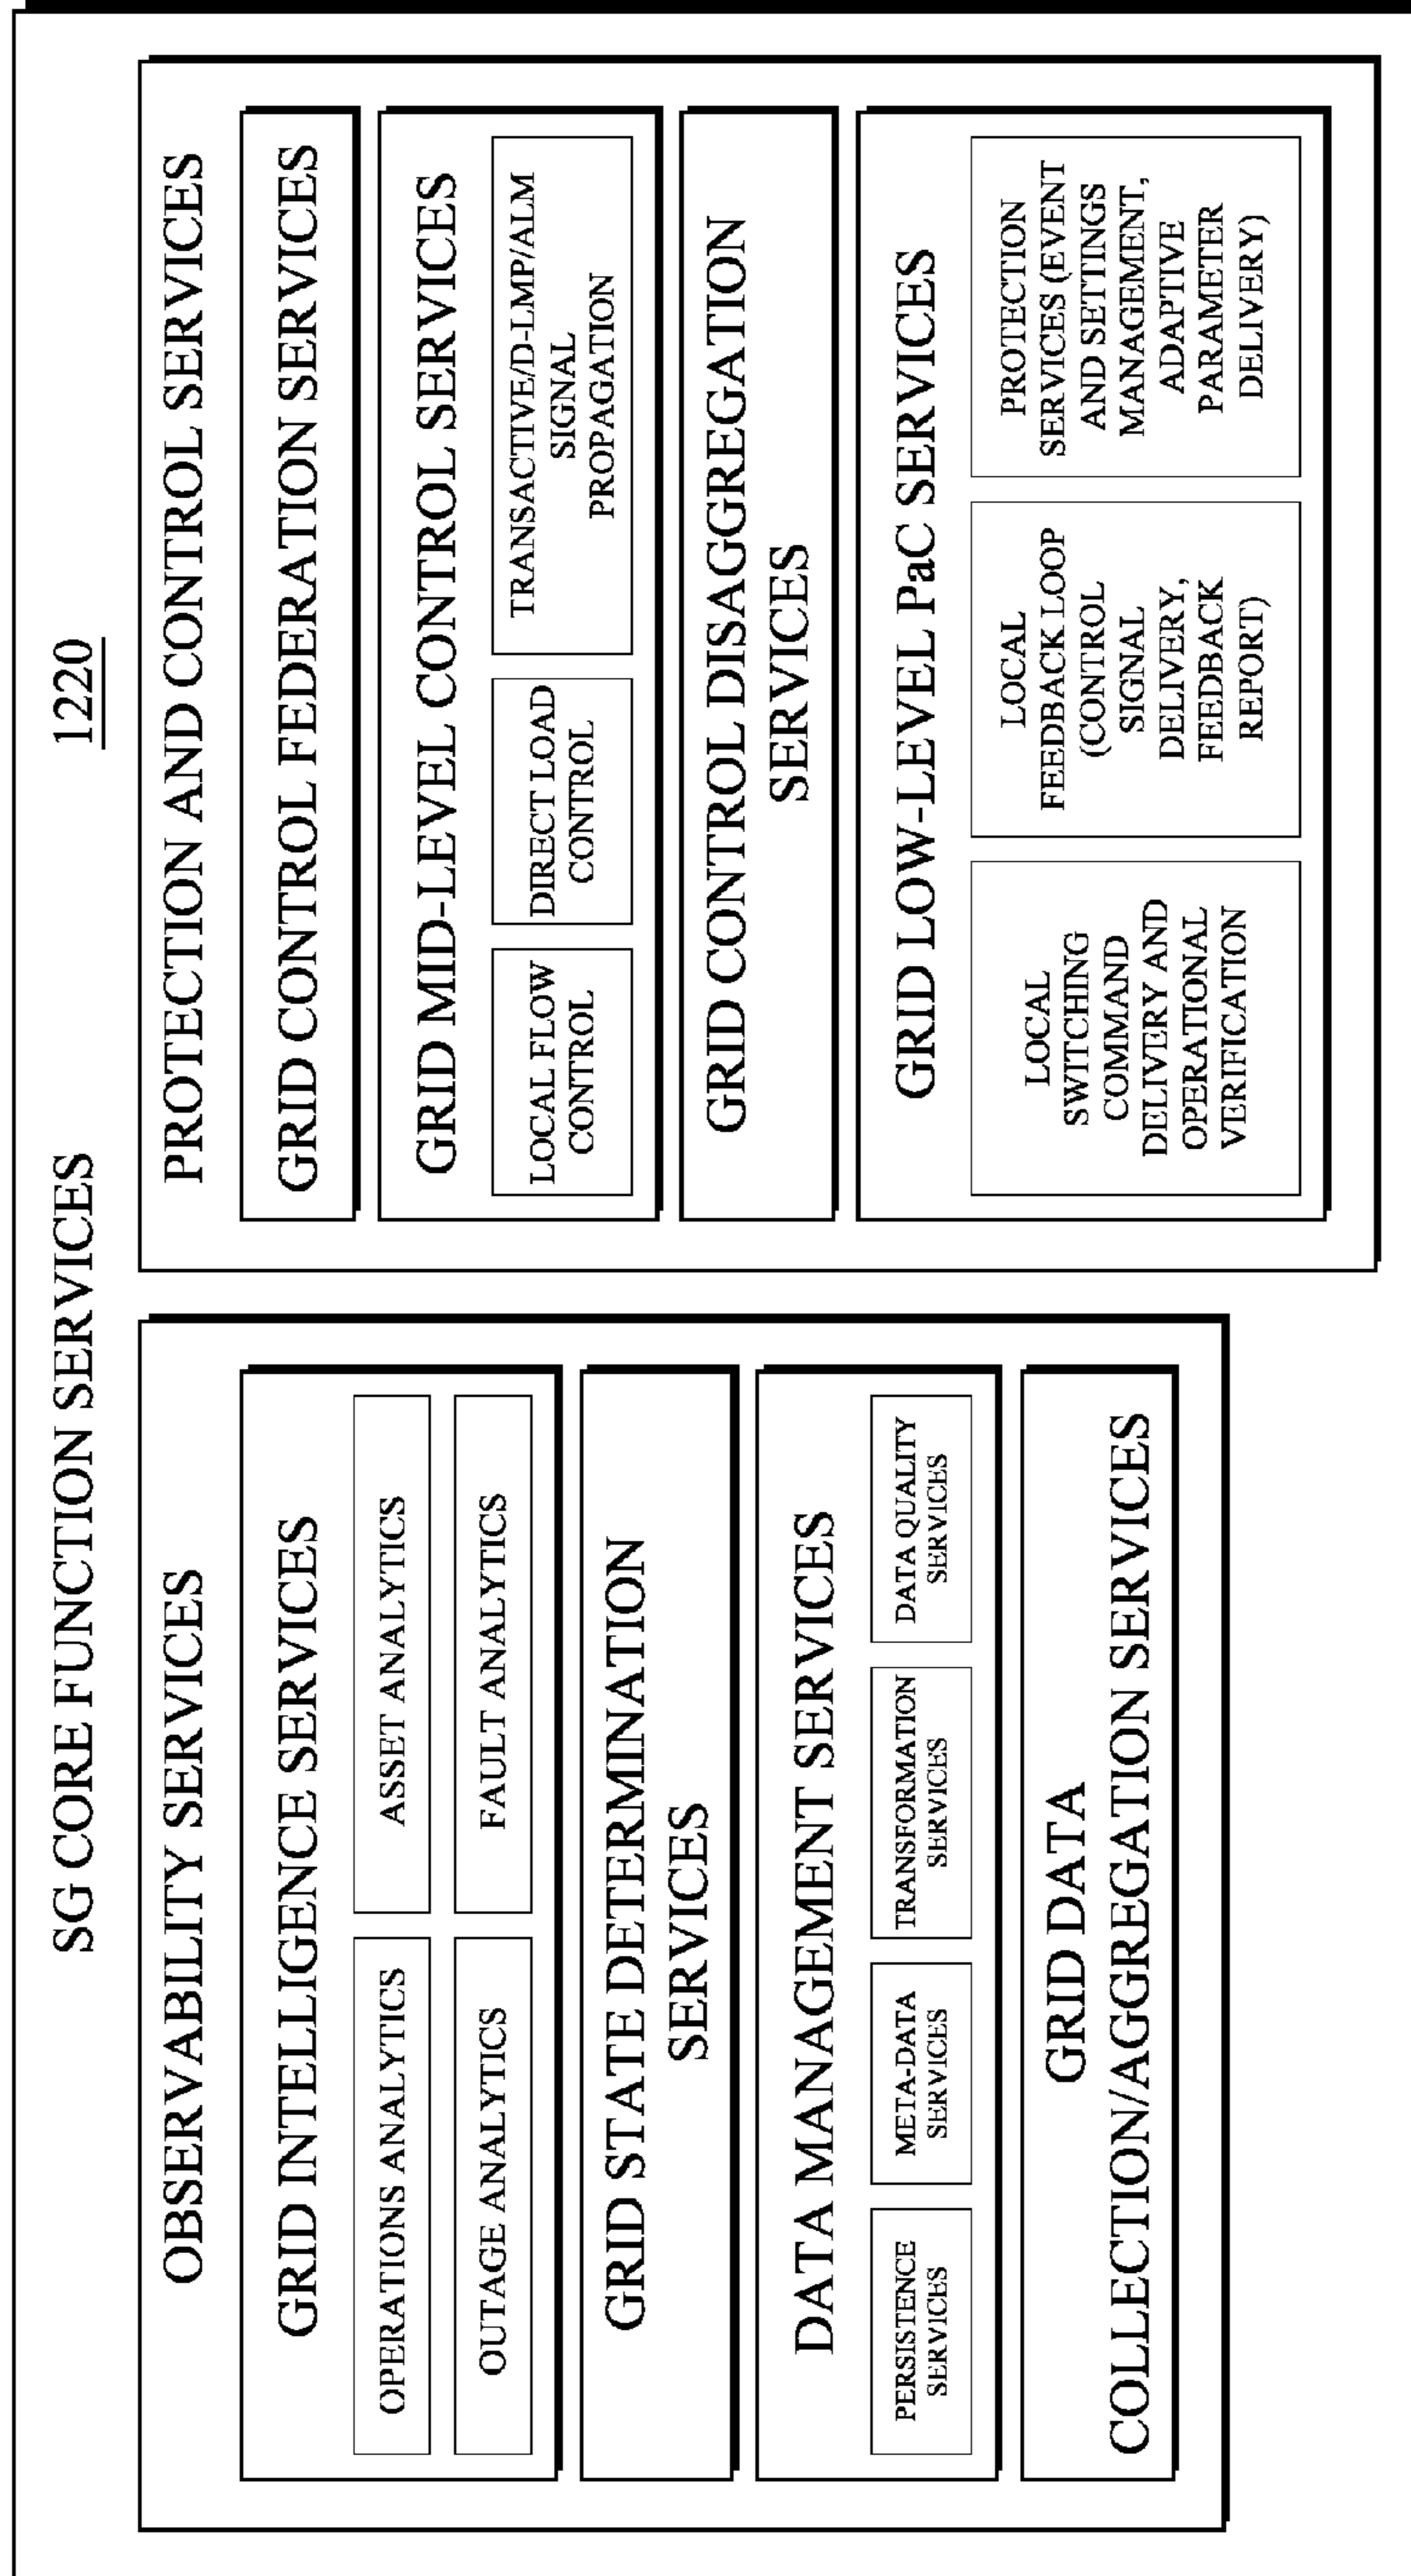 SG CORE FUNCTION SERVICES
1220
OBSERVABILITY SERVICES
GRID INTELLIGENCE SERVICES
OPERATIONS ANALYTICS
ASSET ANALYTICS
OUTAGE ANALYTICS
FAULT ANALYTICS
GRID STATE DETERMINATION
SERVICES
DATA MANAGEMENT SERVICES
PERSISTENCE
SERVICES
META-DATA
SERVICES
TRANSFORMATION
SERVICES
DATA QUALITY
SERVICES
GRID DATA
COLLECTION/AGGREGATION SERVICES
PROTECTION AND CONTROL SERVICES
GRID CONTROL FEDERATION SERVICES
GRID MID-LEVEL CONTROL SERVICES
LOCAL FLOW
CONTROL
DIRECT LOAD
CONTROL
TRANSACTIVE/D-LMP/ALM
SIGNAL
PROPAGATION
GRID CONTROL DISAGGREGATION
SERVICES
GRID LOW-LEVEL PaC SERVICES
LOCAL
SWITCHING
COMMAND
DELIVERY AND
OPERATIONAL
VERIFICATION
LOCAL
FEEDBACK LOOP
(CONTROL
SIGNAL
DELIVERY,
FEEDBACK
REPORT)
PROTECTION
SERVICES (EVENT
AND SETTINGS
MANAGEMENT,
ADAPTIVE
PARAMETER
DELIVERY)